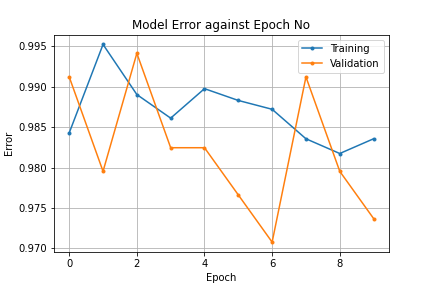 Model Error against Epoch No
Training
Validation
0.995
0.990
0.985
0.980
0.975
0.970
Error
0 2 4 6 8
Epoch